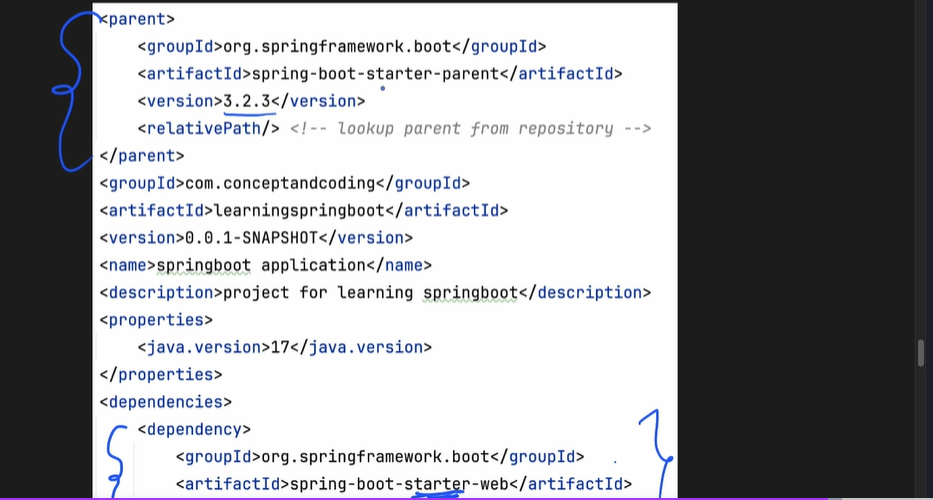 <parent>
<groupId>org.springframework.boot</groupId>
<artifactId>spring-boot-starter-parent</artifactId>
<version>3.2.3</version>
<relativePath/> <!-- lookup parent from repository -->
</parent>
<groupId>com.conceptandcoding</groupId>
<artifactId>learningspringboot</artifactId>
<version>0.0.1-SNAPSHOT</version>
<name>springboot application</name>
<description>project for learning springboot</description>
<properties>
<java.version>17</java.version>
</properties>
<dependencies>
<dependency>
<groupId>org.springframework.boot</groupId>
<artifactId>spring-boot-starter-web</artifactId>